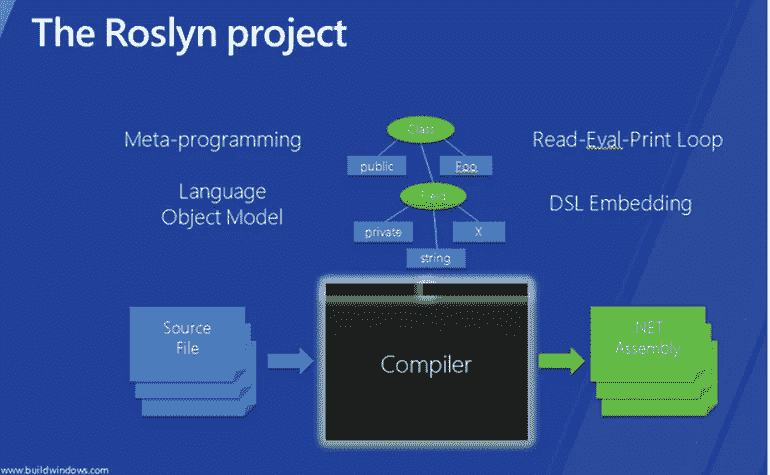 The Roslyn project
Meta-programming
Class
Read-Eval-Print Loop
public
Foo
Language
Object Model
Field
DSL Embedding
private
X
string
Source
File
Compiler
.NET
Assembly
www.buildwindows.com